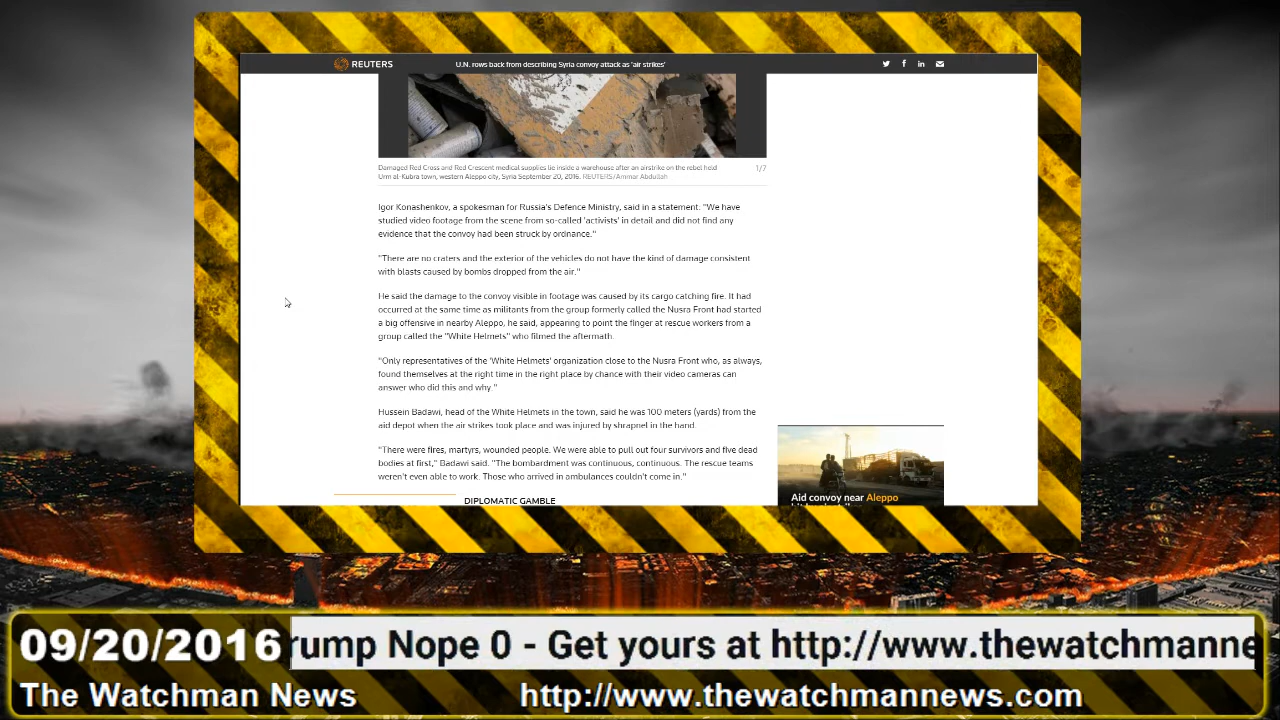 REUTERS
U.N. rows back from describing Syria convoy attack as 'air strikes'
Damaged Red Cross and Red Crescent medical supplies lie inside a warehouse after an airstrike on the rebel held
Urm al-Kubra town, western Aleppo city, Syria September 20, 2016. REUTERS/Ammar Abdullah
1/7
Igor Konashenkov, a spokesman for Russia's Defence Ministry, said in a statement. "We have
studied video footage from the scene from so-called 'activists' in detail and did not find any
evidence that the convoy had been struck by ordnance."
"There are no craters and the exterior of the vehicles do not have the kind of damage consistent
with blasts caused by bombs dropped from the air."
He said the damage to the convoy visible in footage was caused by its cargo catching fire. It had
occurred at the same time as militants from the group formerly called the Nusra Front had started
a big offensive in nearby Aleppo, he said, appearing to point the finger at rescue workers from a
group called the "White Helmets" who filmed the aftermath.
"Only representatives of the 'White Helmets' organization close to the Nusra Front who, as always,
found themselves at the right time in the right place by chance with their video cameras can
answer who did this and why."
Hussein Badawi, head of the White Helmets in the town, said he was 100 meters (yards) from the
aid depot when the air strikes took place and was injured by shrapnel in the hand.
"There were fires, martyrs, wounded people. We were able to pull out four survivors and five dead
bodies at first," Badawi said. "The bombardment was continuous, continuous. The rescue teams
weren't even able to work. Those who arrived in ambulances couldn't come in."
DIPLOMATIC GAMBLE
Aid convoy near Aleppo
09/20/2016
rump Nope 0 - Get yours at http://www.thewatchmanne
The Watchman News
http://www.thewatchmannews.com